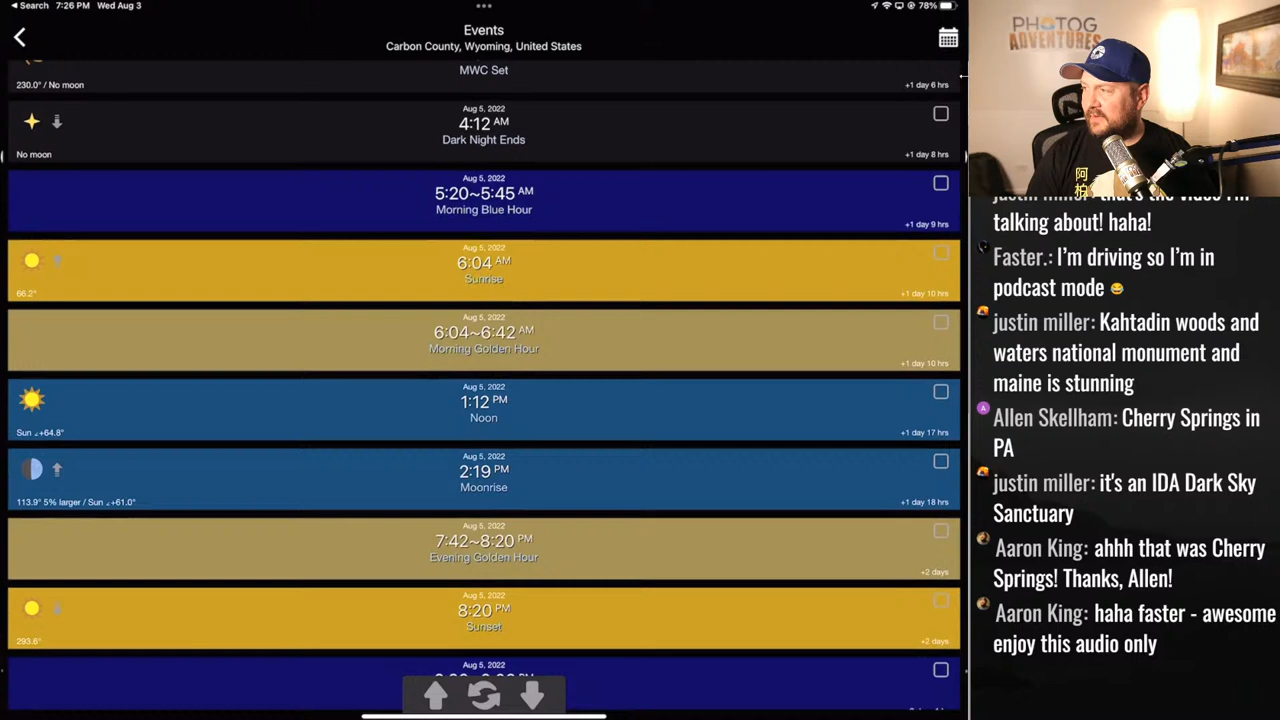 Search 7:26 PM Wed Aug 3
78%
Events
Carbon County, Wyoming, United States
MWC Set
230.0° / No moon
+1 day 6 hrs
Aug 5, 2022
4:12 AM
Dark Night Ends
No moon
+1 day 8 hrs
Aug 5, 2022
5:20~5:45 AM
Morning Blue Hour
+1 day 9 hrs
Aug 5, 2022
6:04 AM
Sunrise
66.2°
+1 day 10 hrs
Aug 5, 2022
6:04~6:42 AM
Morning Golden Hour
+1 day 10 hrs
Aug 5, 2022
1:12 PM
Noon
Sun ∠+64.8°
+1 day 17 hrs
Aug 5, 2022
2:19 PM
Moonrise
113.9° 5% larger / Sun ∠+61.0°
+1 day 18 hrs
Aug 5, 2022
7:42~8:20 PM
Evening Golden Hour
+2 days
Aug 5, 2022
8:20 PM
Sunset
293.6°
+2 days
Aug 5, 2022
PHOTOG
ADVENTURES
阿
柏
justin miller: that's the video I'm
talking about! haha!
Faster.: I'm driving so I'm in
podcast mode 😂
justin miller: Kahtadin woods and
waters national monument and
maine is stunning
A
Allen Skellham: Cherry Springs in
PA
justin miller: it's an IDA Dark Sky
Sanctuary
Aaron King: ahhh that was Cherry
Springs! Thanks, Allen!
Aaron King: haha faster - awesome
enjoy this audio only